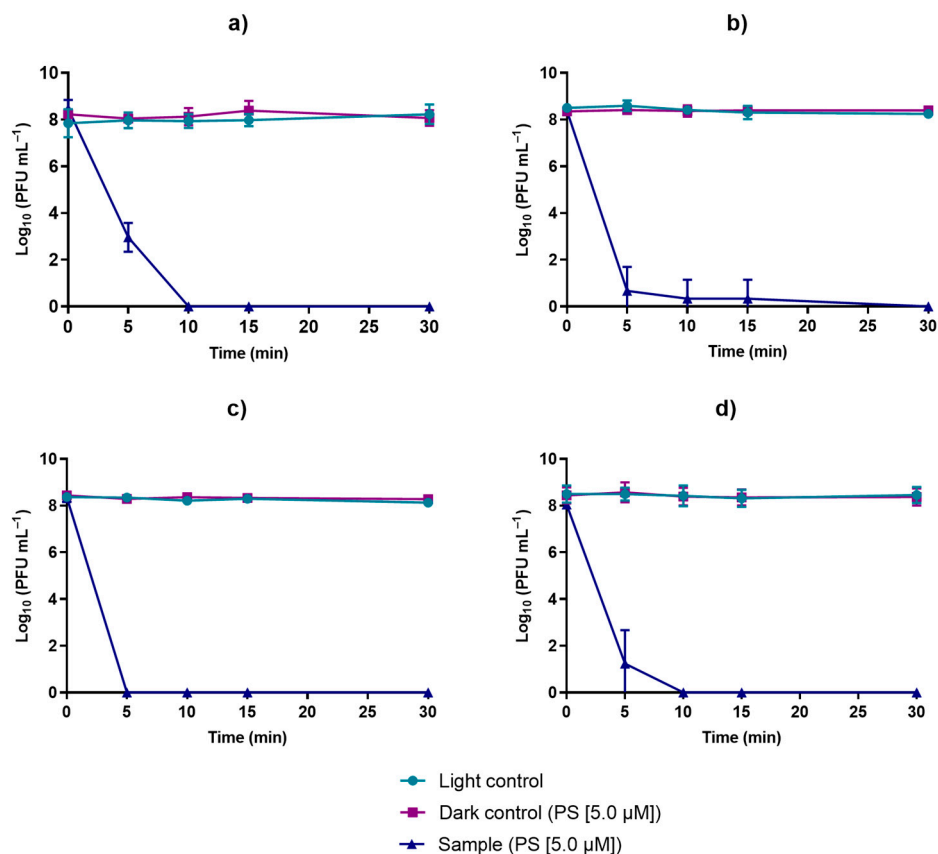 a)
b)
10
8
6
4
2
0
Log₁₀ (PFU mL⁻¹)
0 5 10 15 20 25 30
Time (min)
10
8
6
4
2
0
Log₁₀ (PFU mL⁻¹)
0 5 10 15 20 25 30
Time (min)
c)
d)
10
8
6
4
2
0
Log₁₀ (PFU mL⁻¹)
0 5 10 15 20 25 30
Time (min)
10
8
6
4
2
0
Log₁₀ (PFU mL⁻¹)
0 5 10 15 20 25 30
Time (min)
Light control
Dark control (PS [5.0 µM])
Sample (PS [5.0 µM])